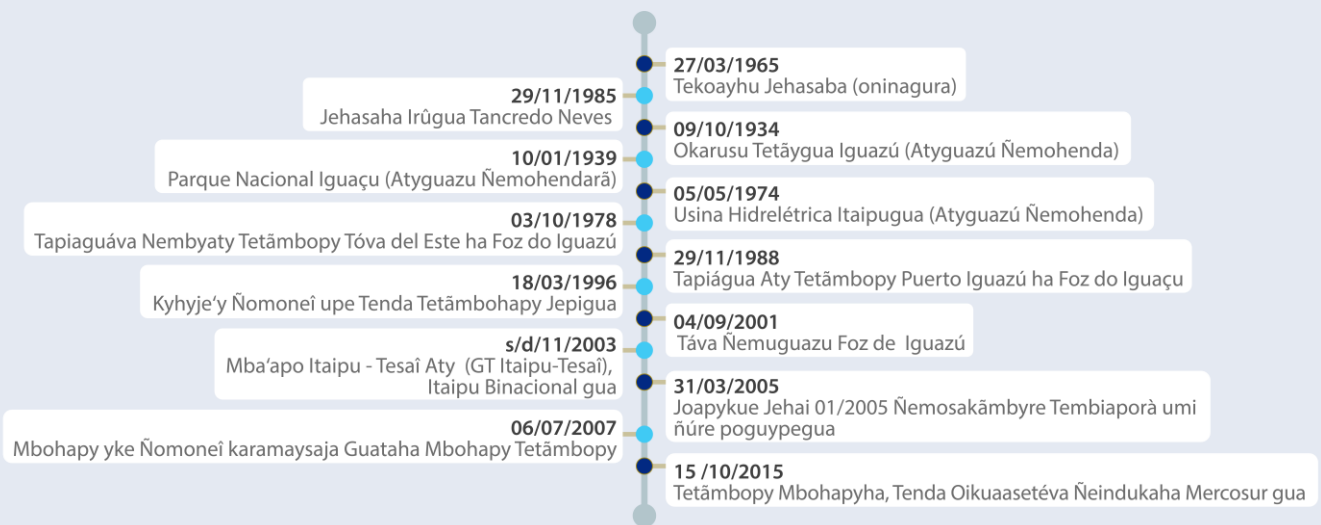 27/03/1965
Tekoayhu Jehasaba (oninagura)
29/11/1985
Jehasaha Irûgua Tancredo Neves
09/10/1934
Okarusu Tetãygua Iguazú (Atyguazú Ñemohenda)
10/01/1939
Parque Nacional Iguaçu (Atyguazu Ñemohendarã)
05/05/1974
Usina Hidrelétrica Itaipugua (Atyguazú Ñemohenda)
03/10/1978
Tapiaguáva Nembyaty Tetãmbopy Tóva del Este ha Foz do Iguazú
29/11/1988
Tapiágua Aty Tetãmbopy Puerto Iguazú ha Foz do Iguaçu
18/03/1996
Kyhyje‘y Ñomoneî upe Tenda Tetãmbohapy Jepigua
04/09/2001
Táva Ñemuguazu Foz de Iguazú
s/d/11/2003
Mba‘apo Itaipu - Tesaî Aty (GT Itaipu-Tesaî),
Itaipu Binacional gua
31/03/2005
Joapykue Jehai 01/2005 Ñemosakãmbyre Tembiaporà umi
ñúre poguypegua
06/07/2007
Mbohapy yke Ñomoneî karamaysaja Guataha Mbohapy Tetãmbopy
15 /10/2015
Tetãmbopy Mbohapyha, Tenda Oikuaasetéva Ñeindukaha Mercosur gua